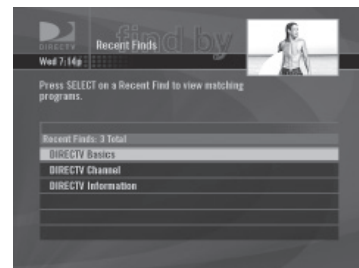 find by
DIRECTV
Recent Finds
Wed 7:14p
Press SELECT on a Recent Find to view matching
programs.
Recent Finds: 3 Total
DIRECTV Basics
DIRECTV Channel
DIRECTV Information